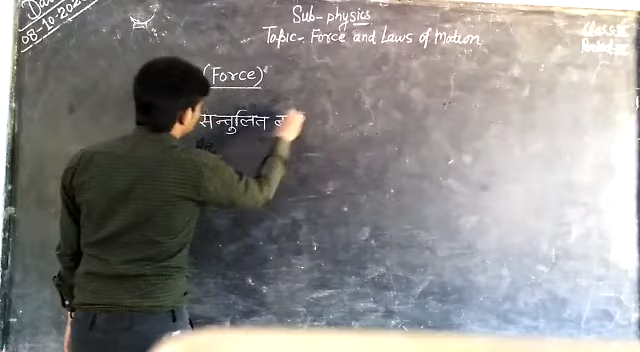 08-10-202
Sub- physics
Topic- Force and Laws of Motion
(Force)
सन्तुलित